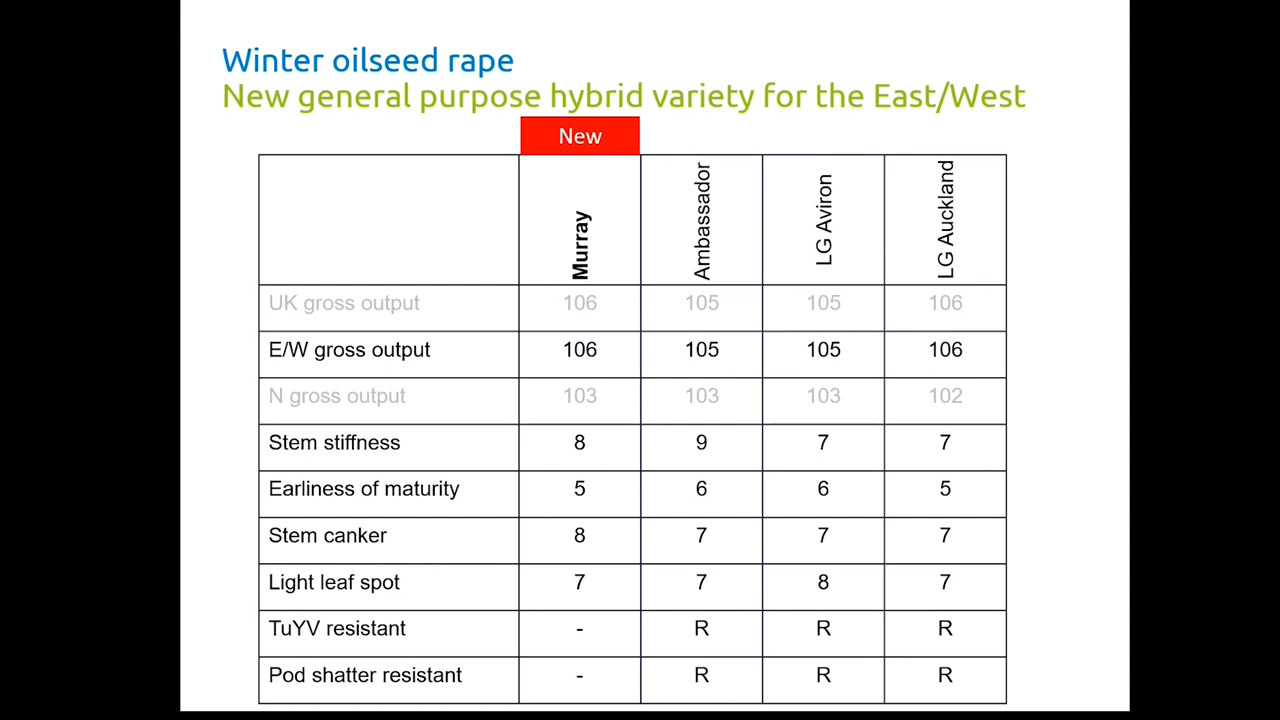 Winter oilseed rape
New general purpose hybrid variety for the East/West
New
Murray Ambassador LG Aviron LG Auckland
UK gross output 106 105 105 106
E/W gross output 106 105 105 106
N gross output 103 103 103 102
Stem stiffness 8 9 7 7
Earliness of maturity 5 6 6 5
Stem canker 8 7 7 7
Light leaf spot 7 7 8 7
TuYV resistant - R R R
Pod shatter resistant - R R R